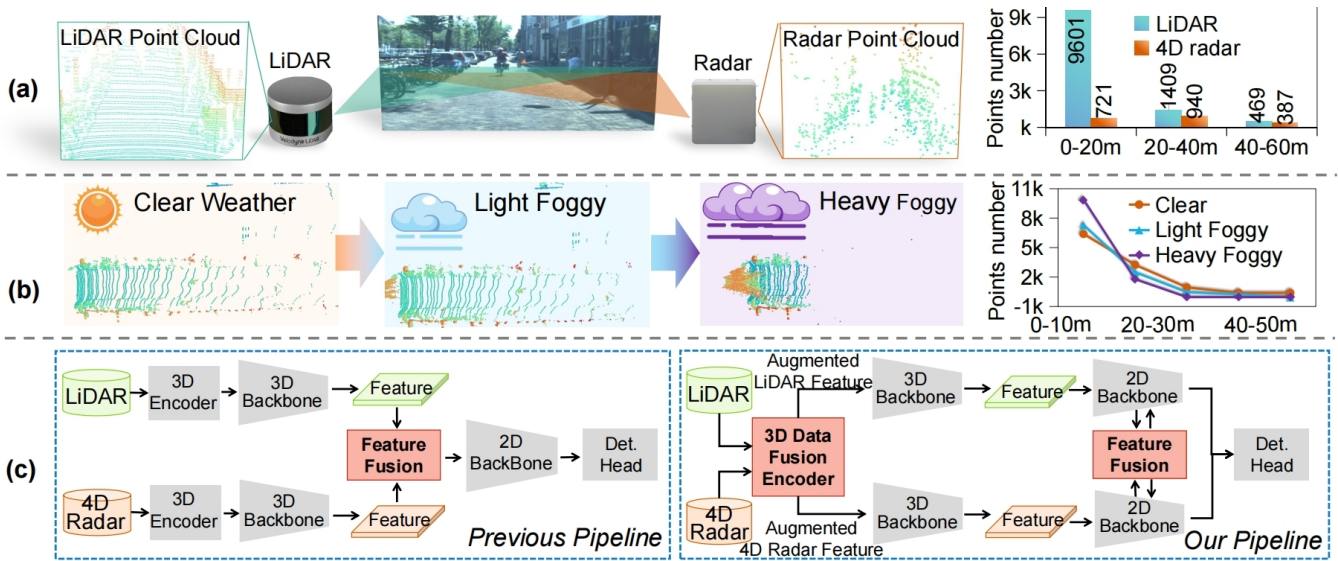 (a)
LiDAR Point Cloud
LiDAR
Velodyne LiDAR
Radar
Radar Point Cloud
Points number
9k
6k
3k
k
LiDAR
4D radar
9601
721
1409
940
469
387
0-20m
20-40m
40-60m
(b)
Clear Weather
Light Foggy
Heavy Foggy
Points number
11k
8k
5k
2k
-1k
Clear
Light Foggy
Heavy Foggy
0-10m
20-30m
40-50m
(c)
LiDAR
3D
Encoder
3D
Backbone
Feature
Feature
Fusion
2D
BackBone
Det.
Head
4D
Radar
3D
Encoder
3D
Backbone
Feature
Previous Pipeline
LiDAR
Augmented
LiDAR Feature
3D Data
Fusion
Encoder
3D
Backbone
Feature
2D
Backbone
Feature
Fusion
Det.
Head
4D
Radar
Augmented
4D Radar Feature
3D
Backbone
Feature
2D
Backbone
Our Pipeline